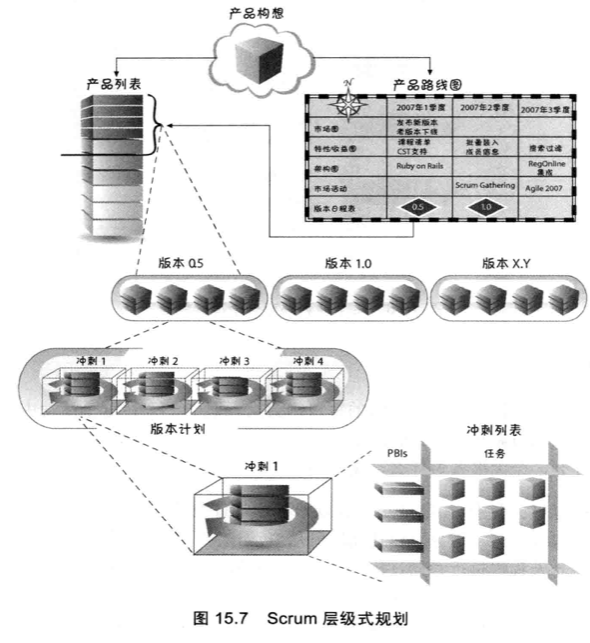 产品构想
产品列表
产品路线图
N
2007年1季度 2007年2季度 2007年3季度
市场图 发布新版本
老版本下线
特性/收益图 课程清单
CST支持 批量装入
成员信息 搜索过滤
架构图 Ruby on Rails RegOnline
集成
市场活动 Scrum Gathering Agile 2007
版本日程表 0.5 1.0
版本 0.5 版本 1.0 版本 X.Y
冲刺 1 冲刺 2 冲刺 3 冲刺 4
版本计划
冲刺列表
冲刺 1
PBIs 任务
图 15.7 Scrum 层级式规划